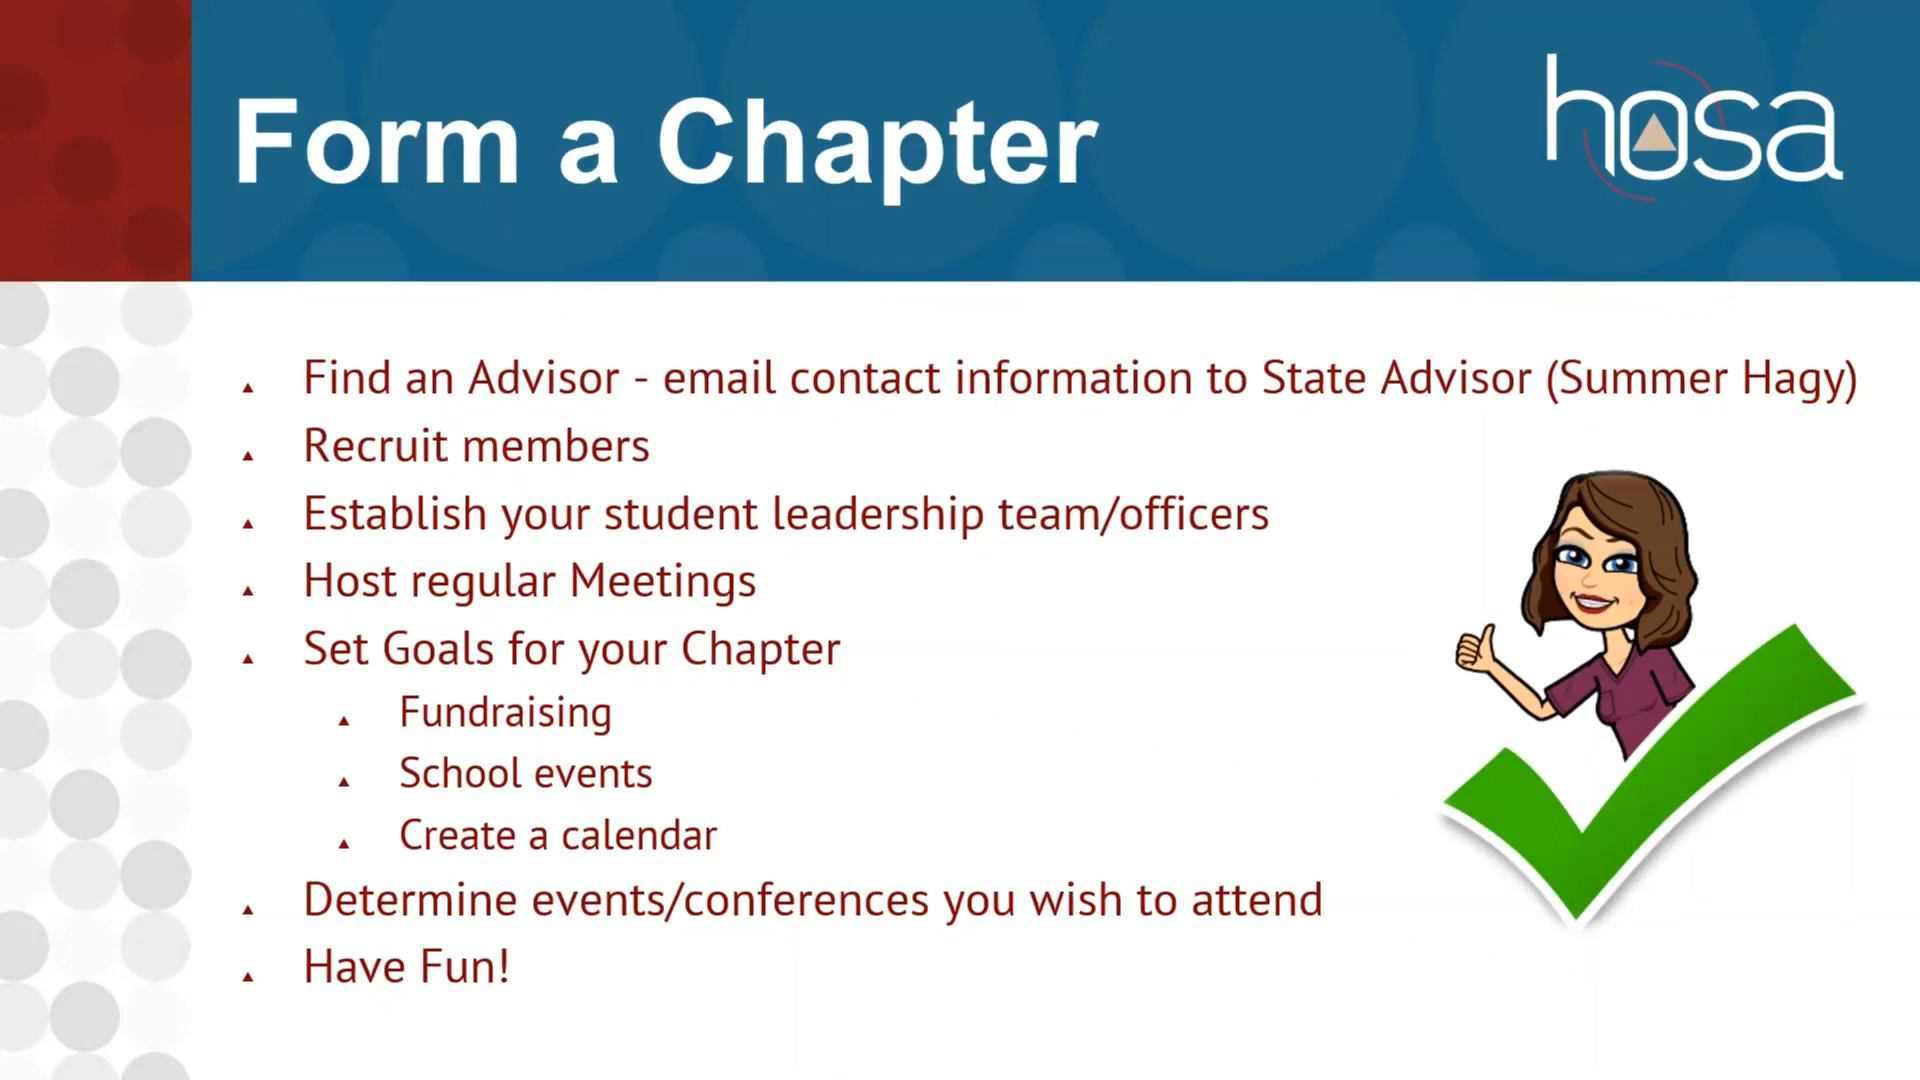 Form a Chapter
hosa
Find an Advisor - email contact information to State Advisor (Summer Hagy)
Recruit members
Establish your student leadership team/officers
Host regular Meetings
Set Goals for your Chapter
Fundraising
School events
Create a calendar
Determine events/conferences you wish to attend
Have Fun!